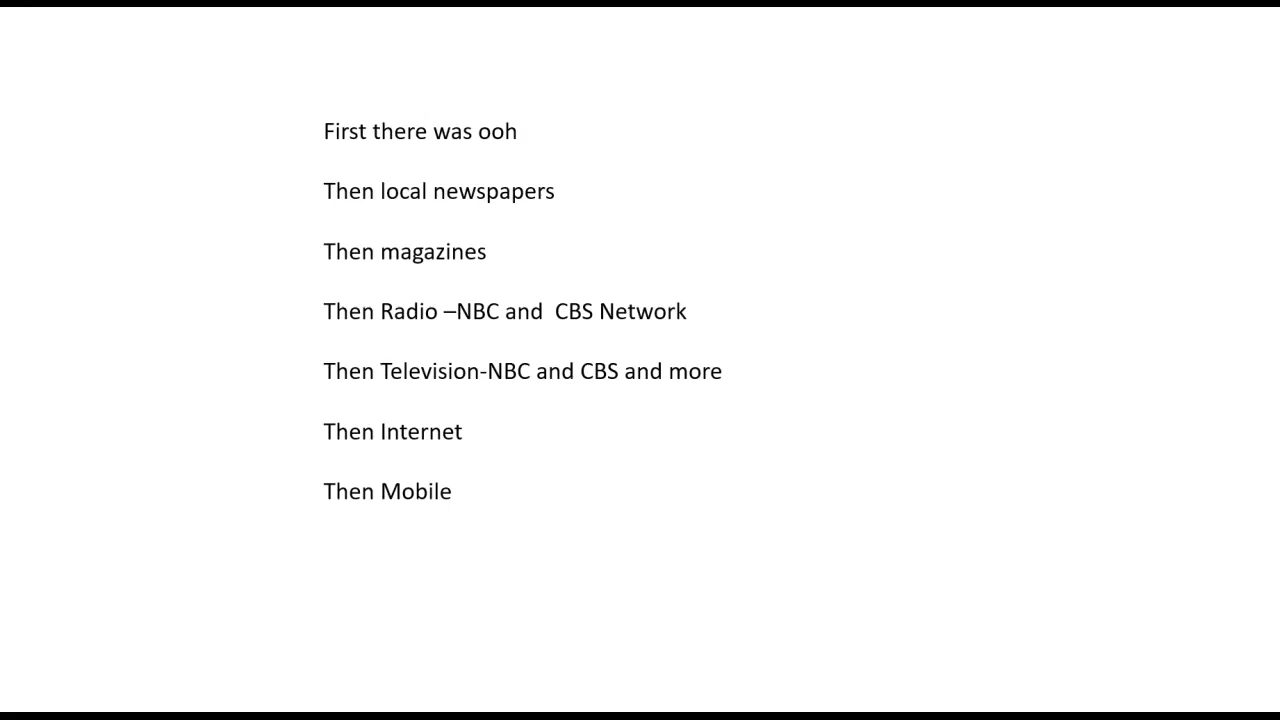 First there was ooh
Then local newspapers
Then magazines
Then Radio –NBC and  CBS Network
Then Television-NBC and CBS and more
Then Internet
Then Mobile